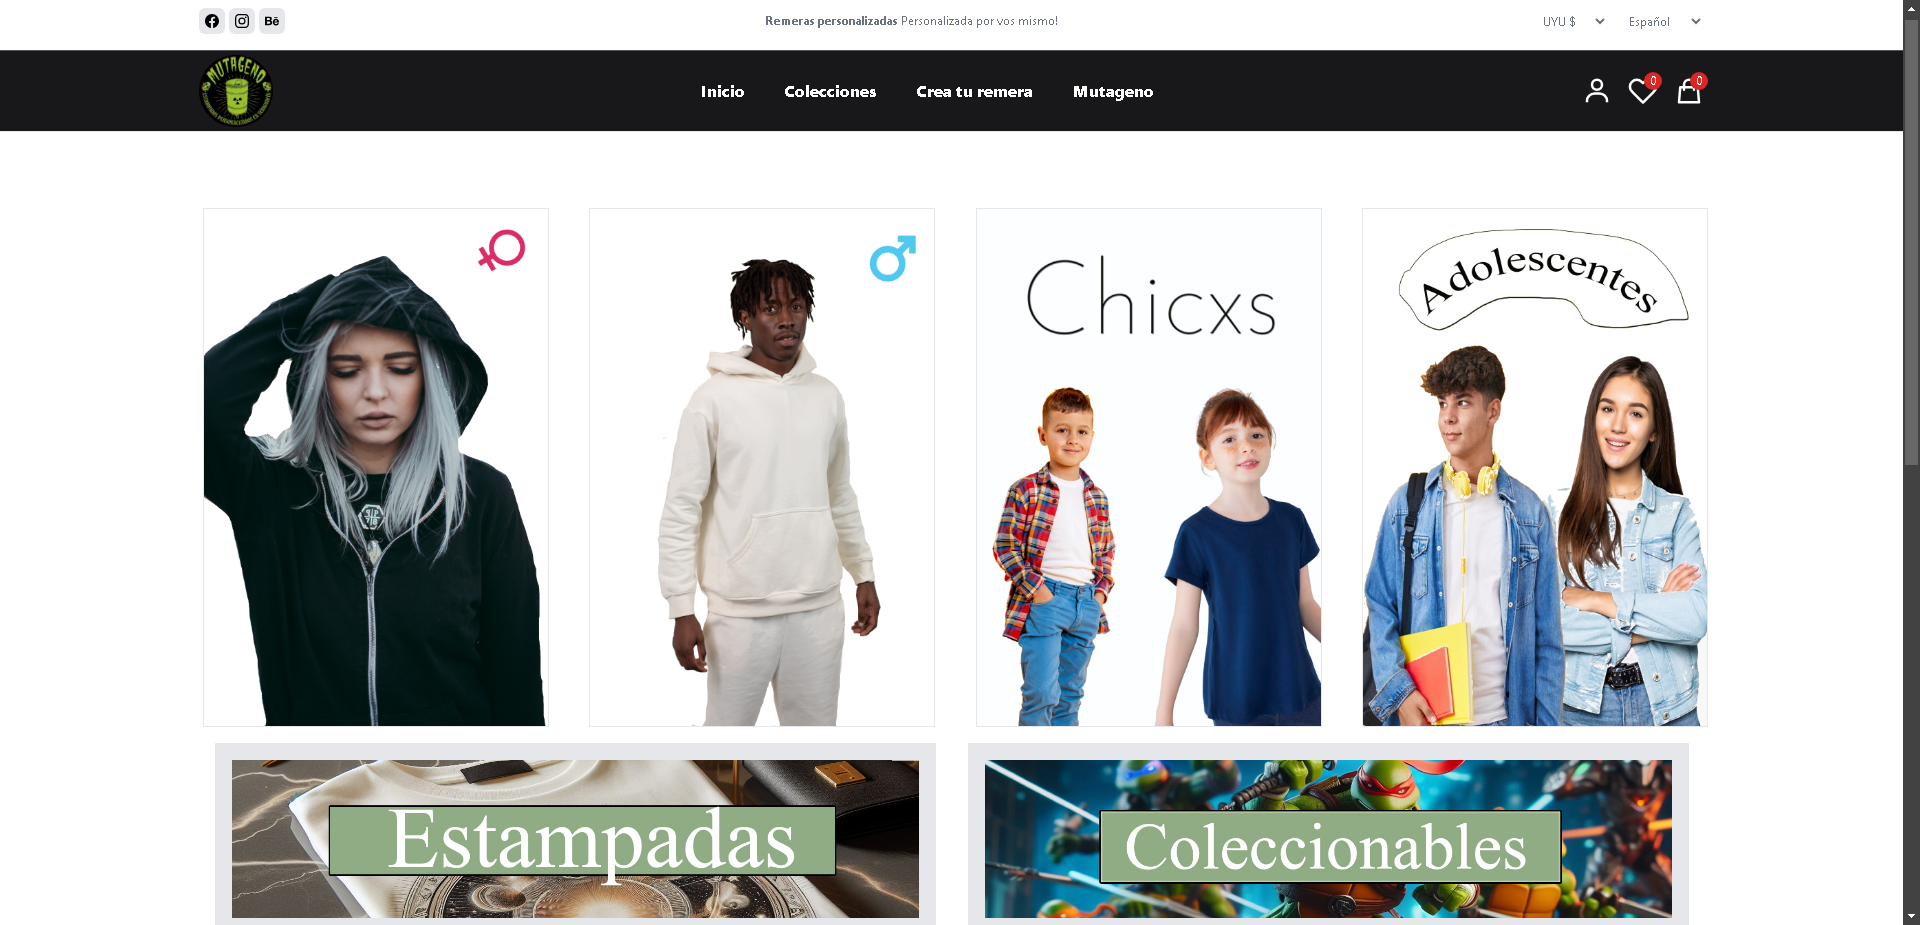 Remeras personalizadas Personalizada por vos mismo!
UYU $
Español
MUTAGENO
Inicio
Colecciones
Crea tu remera
Mutageno
0
0
Chicxs
Adolescentes
Estampadas
Coleccionables